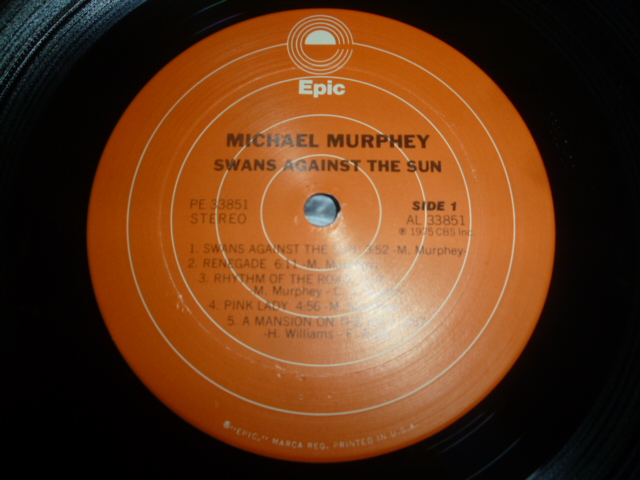 Epic
MICHAEL MURPHEY
SWANS AGAINST THE SUN
PE 33851
STEREO
SIDE 1
AL 33851
℗ 1975 CBS Inc.
1. SWANS AGAINST THE SUN 3:52 -M. Murphey-
2. RENEGADE 6:11 -M.
3. RHYTHM OF THE
M. Murphey -
4. PINK LADY 4:56 -M.
5. A MANSION ON
-H. Williams -
"EPIC," MARCA REG. PRINTED IN U.S.A.